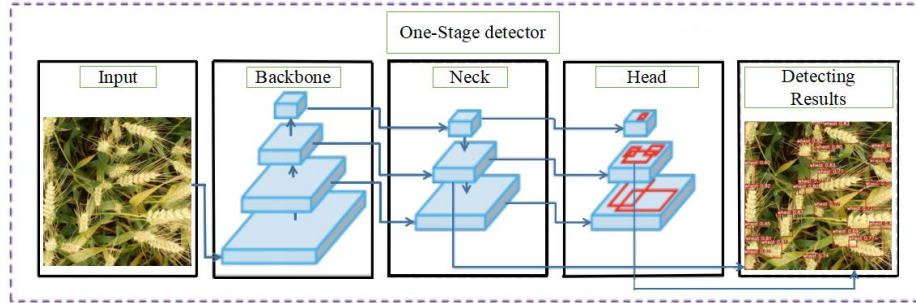 One-Stage detector
Input
Backbone
Neck
Head
Detecting
Results